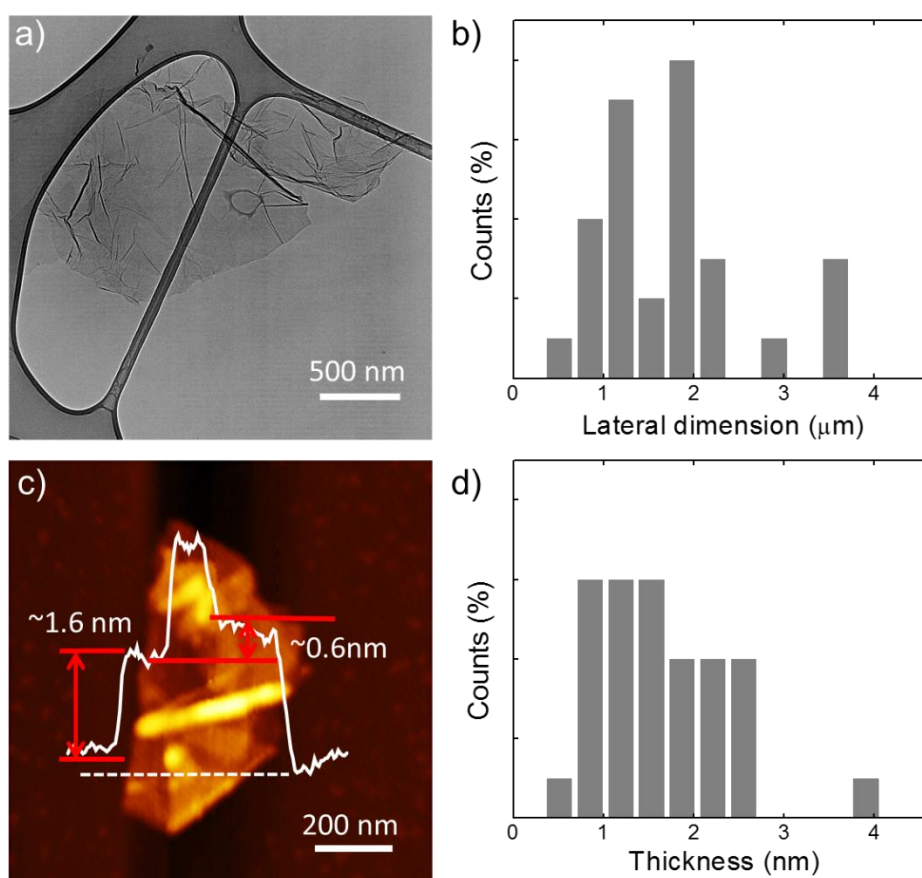 a)
500 nm
b)
Counts (%)
0 1 2 3 4
Lateral dimension (μm)
c)
~1.6 nm
~0.6nm
200 nm
d)
Counts (%)
0 1 2 3 4
Thickness (nm)